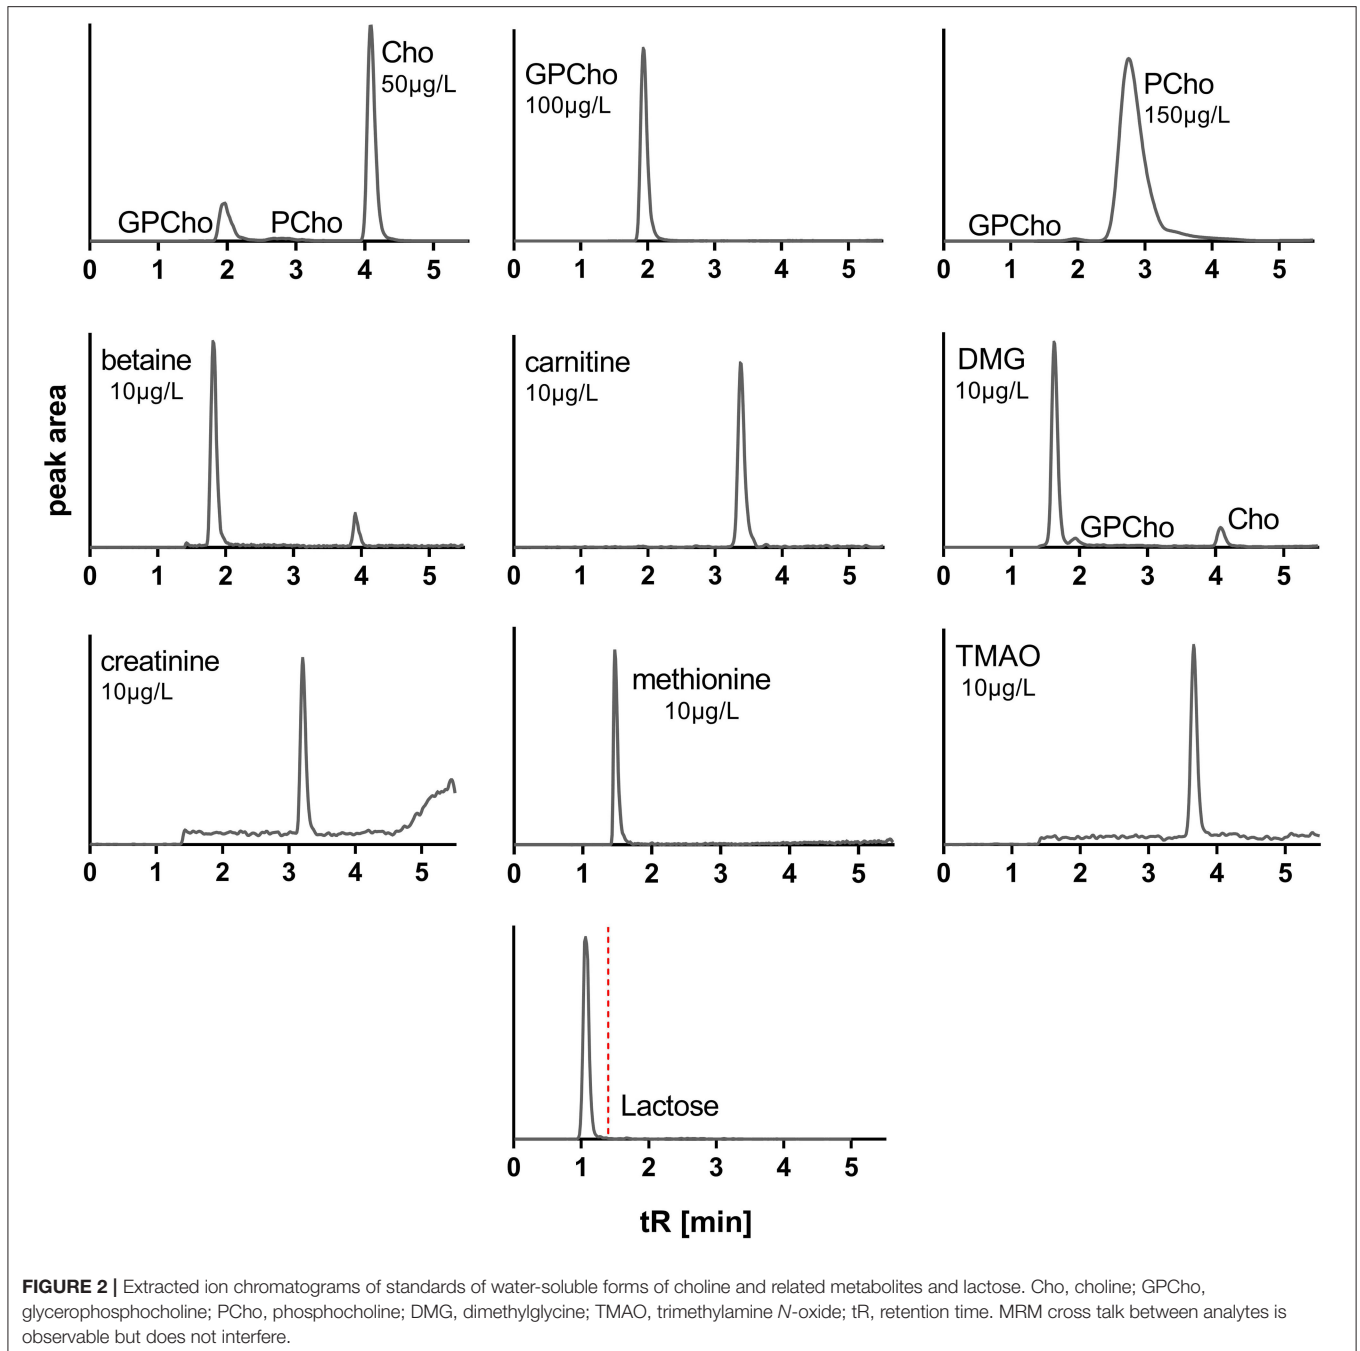 Cho
50µg/L
GPCho
PCho
0 1 2 3 4 5
GPCho
100µg/L
0 1 2 3 4 5
PCho
150µg/L
GPCho
0 1 2 3 4 5
peak area
betaine
10µg/L
0 1 2 3 4 5
carnitine
10µg/L
0 1 2 3 4 5
DMG
10µg/L
GPCho
Cho
0 1 2 3 4 5
creatinine
10µg/L
0 1 2 3 4 5
methionine
10µg/L
0 1 2 3 4 5
TMAO
10µg/L
0 1 2 3 4 5
Lactose
0 1 2 3 4 5
tR [min]
FIGURE 2 | Extracted ion chromatograms of standards of water-soluble forms of choline and related metabolites and lactose. Cho, choline; GPCho,
glycerophosphocholine; PCho, phosphocholine; DMG, dimethylglycine; TMAO, trimethylamine N-oxide; tR, retention time. MRM cross talk between analytes is
observable but does not interfere.